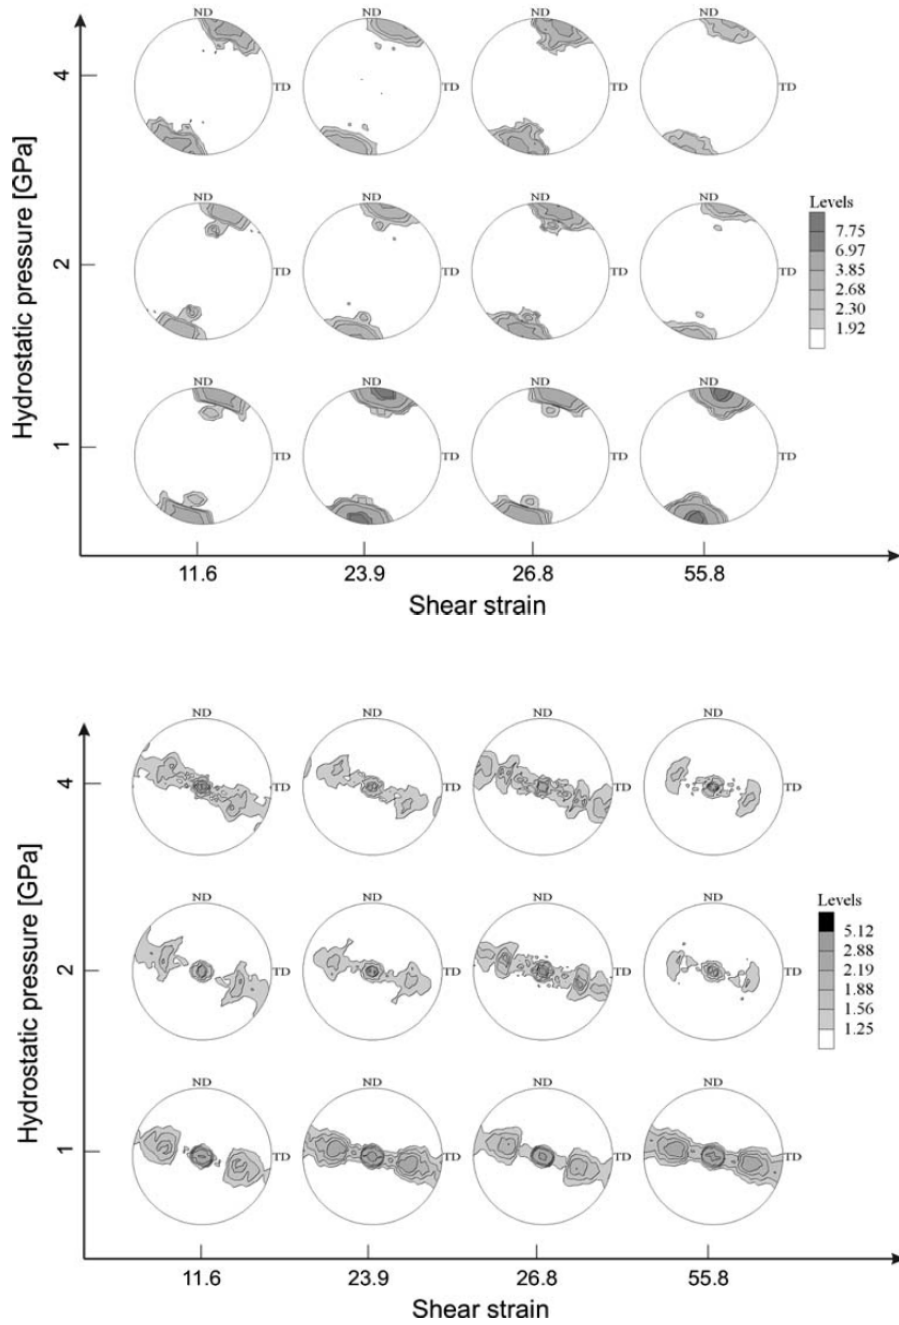 ND ND ND ND
4 TD TD TD TD
ND ND ND ND
Levels
7.75
6.97
3.85
2.68
2.30
1.92
2 TD TD TD TD
ND ND ND ND
1 TD TD TD TD
Hydrostatic pressure [GPa]
11.6 23.9 26.8 55.8
Shear strain
ND ND ND ND
4 TD TD TD TD
ND ND ND ND
Levels
5.12
2.88
2.19
1.88
1.56
1.25
2 TD TD TD TD
ND ND ND ND
1 TD TD TD TD
Hydrostatic pressure [GPa]
11.6 23.9 26.8 55.8
Shear strain